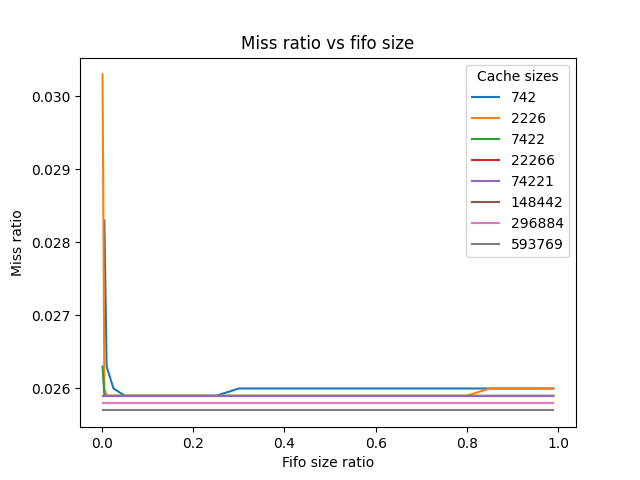 Miss ratio vs fifo size
Cache sizes
742
2226
7422
22266
74221
148442
296884
593769
0.030
0.029
0.028
0.027
0.026
Miss ratio
0.0 0.2 0.4 0.6 0.8 1.0
Fifo size ratio